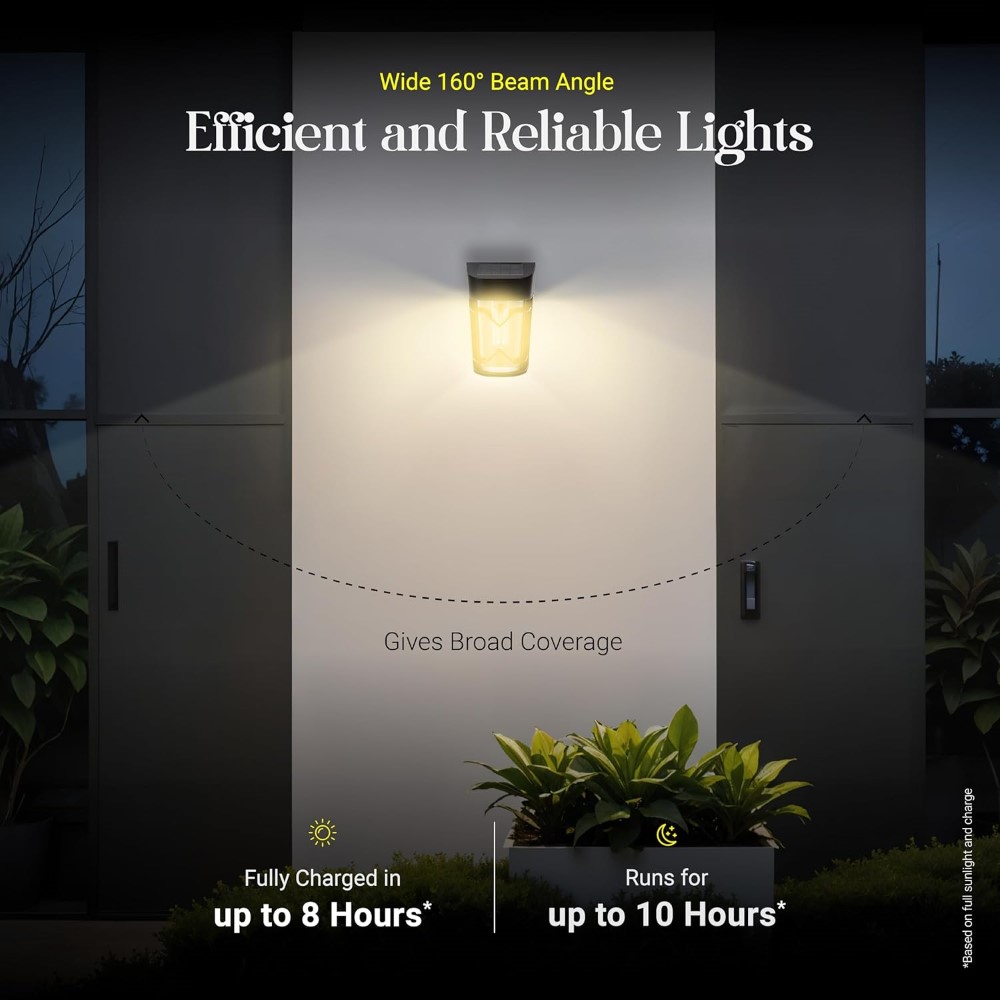 Wide 160° Beam Angle
Efficient and Reliable Lights
Gives Broad Coverage
Fully Charged in
up to 8 Hours*
Runs for
up to 10 Hours*
*Based on full sunlight and charge